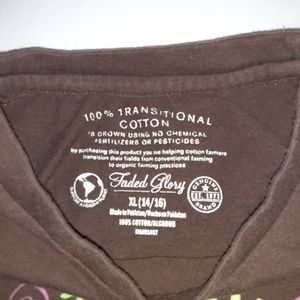 100% TRANSITIONAL
COTTON
IS GROWN USING NO CHEMICAL
FERTILIZERS OR PESTICIDES
by purchasing this product you are helping cotton farmers
transition their fields from conventional farming
to organic farming practices
Faded Glory
GENUINE
EST. 1972
BRAND
XL (14/16)
Made in Pakistan/Hecho en Pakistan
100% COTTON/ALGODON